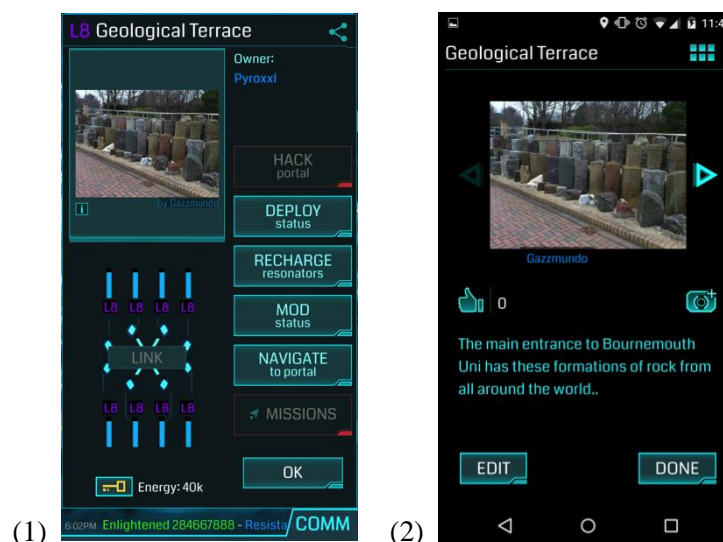 L8 Geological Terrace
Owner:
Pyroxxl
HACK
portal
i
by Gazzmundo
DEPLOY
status
RECHARGE
resonators
L8 L8 L8 L8
MOD
status
LINK
NAVIGATE
to portal
L8 L8 L8 L8
MISSIONS
OK
Energy: 40k
6:02PM Enlightened 284667888 - Resista
COMM
(1)
11:4
Geological Terrace
Gazzmundo
0
The main entrance to Bournemouth
Uni has these formations of rock from
all around the world..
EDIT
DONE
(2)